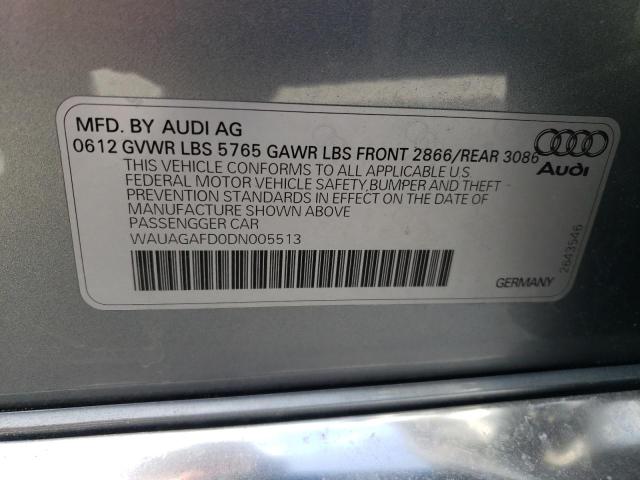 MFD. BY AUDI AG
0612 GVWR LBS 5765 GAWR LBS FRONT 2866/REAR 3086
THIS VEHICLE CONFORMS TO ALL APPLICABLE U.S
FEDERAL MOTOR VEHICLE SAFETY,BUMPER AND THEFT
PREVENTION STANDARDS IN EFFECT ON THE DATE OF
MANUFACTURE SHOWN ABOVE
PASSENGGER CAR
WAUAGAFD0DN005513
Audi
2643546
GERMANY